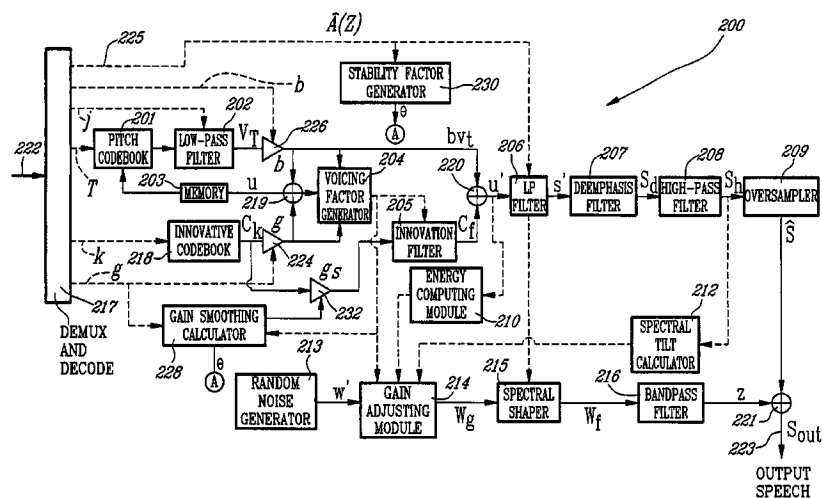 225
Â(Z)
200
b
STABILITY FACTOR
GENERATOR
230
θ
A
j
201
202
V_T
226
bv_t
206
207
208
209
222
PITCH
CODEBOOK
LOW-PASS
FILTER
b
204
220
u'
LP
FILTER
s'
DEEMPHASIS
FILTER
S_d
HIGH-PASS
FILTER
S_h
OVERSAMPLER
T
203
MEMORY
u
219
VOICING
FACTOR
GENERATOR
205
Ŝ
k
INNOVATIVE
CODEBOOK
218
C_k
g
224
INNOVATION
FILTER
C_f
g
g_s
232
ENERGY
COMPUTING
MODULE
210
212
217
DEMUX
AND
DECODE
GAIN SMOOTHING
CALCULATOR
228
θ
A
SPECTRAL
TILT
CALCULATOR
213
RANDOM
NOISE
GENERATOR
w'
GAIN
ADJUSTING
MODULE
214
W_g
215
SPECTRAL
SHAPER
W_f
216
BANDPASS
FILTER
z
221
223
S_out
OUTPUT
SPEECH